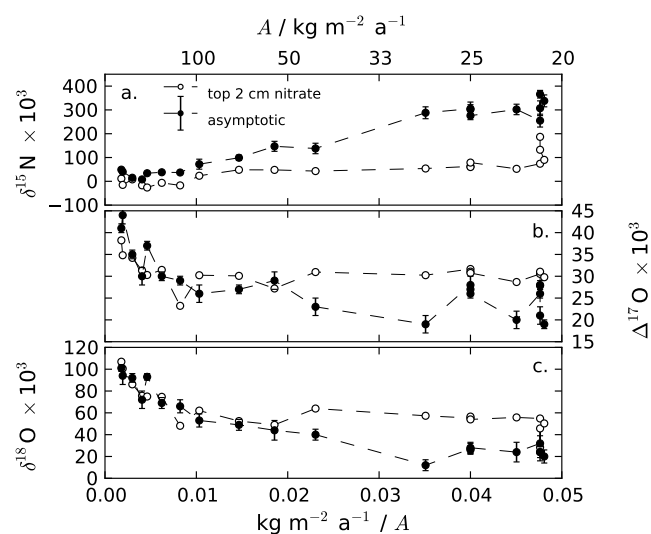 A / kg m⁻² a⁻¹
100 50 33 25 20
a.
top 2 cm nitrate
asymptotic
δ¹⁵N × 10³
400
300
200
100
0
−100
b.
Δ¹⁷O × 10³
45
40
35
30
25
20
15
c.
δ¹⁸O × 10³
120
100
80
60
40
20
0
0.00 0.01 0.02 0.03 0.04 0.05
kg m⁻² a⁻¹ / A